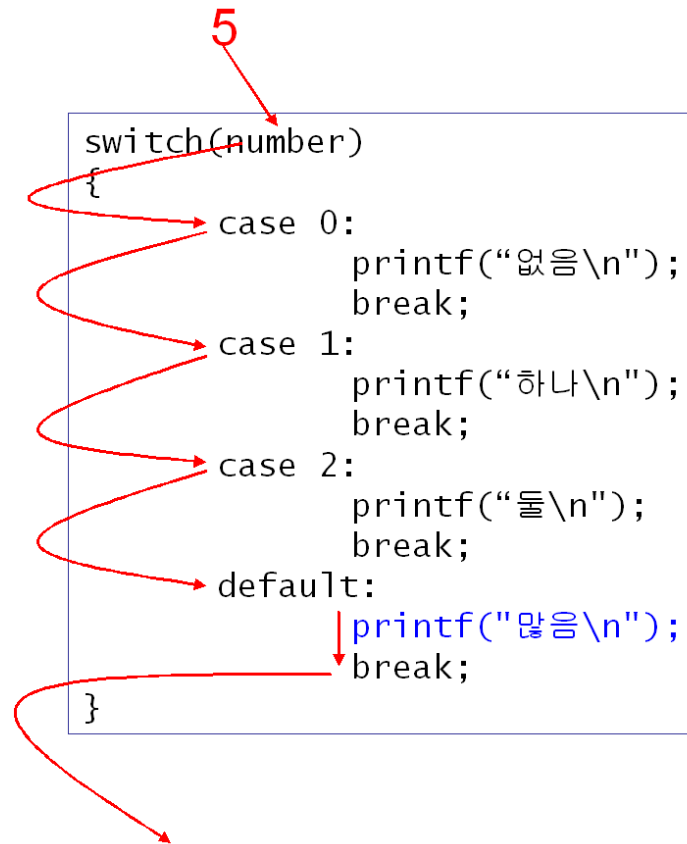 5
switch(number)
{
case 0:
printf(“없음\n");
break;
case 1:
printf(“하나\n");
break;
case 2:
printf(“둘\n");
break;
default:
printf("많음\n");
break;
}